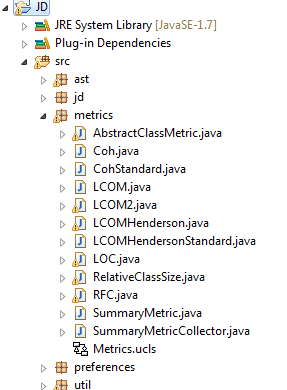 JD
JRE System Library [JavaSE-1.7]
Plug-in Dependencies
src
ast
jd
metrics
AbstractClassMetric.java
Coh.java
CohStandard.java
LCOM.java
LCOM2.java
LCOMHenderson.java
LCOMHendersonStandard.java
LOC.java
RelativeClassSize.java
RFC.java
SummaryMetric.java
SummaryMetricCollector.java
Metrics.ucls
preferences
util